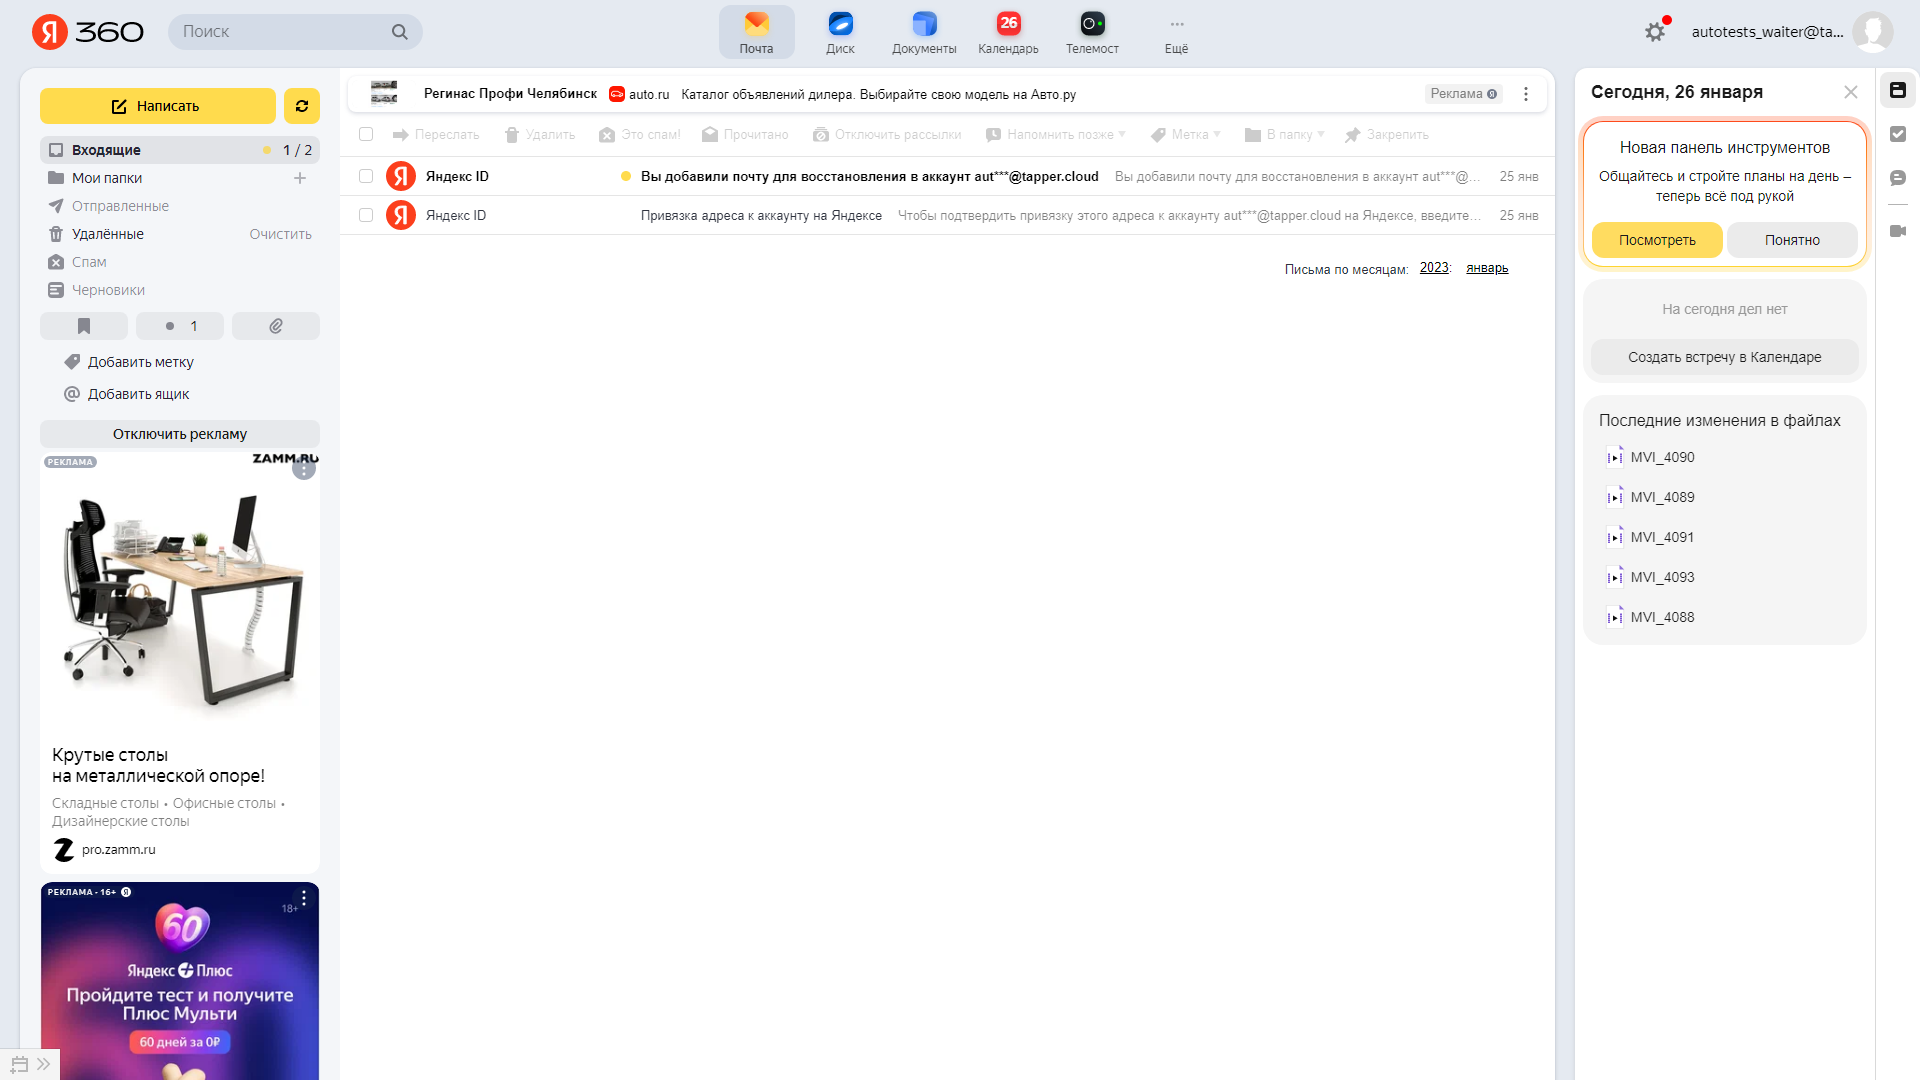 Я 360
Поиск
Почта
Диск
Документы
26
Календарь
Телемост
Ещё
autotests_waiter@ta...
Написать
Входящие 1 / 2
Мои папки
Отправленные
Удалённые Очистить
Спам
Черновики
1
Добавить метку
Добавить ящик
Отключить рекламу
РЕКЛАМА
ZAMM.RU
Крутые столы
на металлической опоре!
Складные столы • Офисные столы •
Дизайнерские столы
pro.zamm.ru
РЕКЛАМА • 16+ Я
18+
60
Яндекс Плюс
Пройдите тест и получите
Плюс Мульти
60 дней за 0₽
Регинас Профи Челябинск auto.ru Каталог объявлений дилера. Выбирайте свою модель на Авто.ру Реклама
Переслать Удалить Это спам! Прочитано Отключить рассылки Напомнить позже Метка В папку Закрепить
Я Яндекс ID Вы добавили почту для восстановления в аккаунт aut***@tapper.cloud Вы добавили почту для восстановления в аккаунт aut***@... 25 янв
Я Яндекс ID Привязка адреса к аккаунту на Яндексе Чтобы подтвердить привязку этого адреса к аккаунту aut***@tapper.cloud на Яндексе, введите... 25 янв
Письма по месяцам: 2023: январь
Сегодня, 26 января
Новая панель инструментов
Общайтесь и стройте планы на день –
теперь всё под рукой
Посмотреть Понятно
На сегодня дел нет
Создать встречу в Календаре
Последние изменения в файлах
MVI_4090
MVI_4089
MVI_4091
MVI_4093
MVI_4088